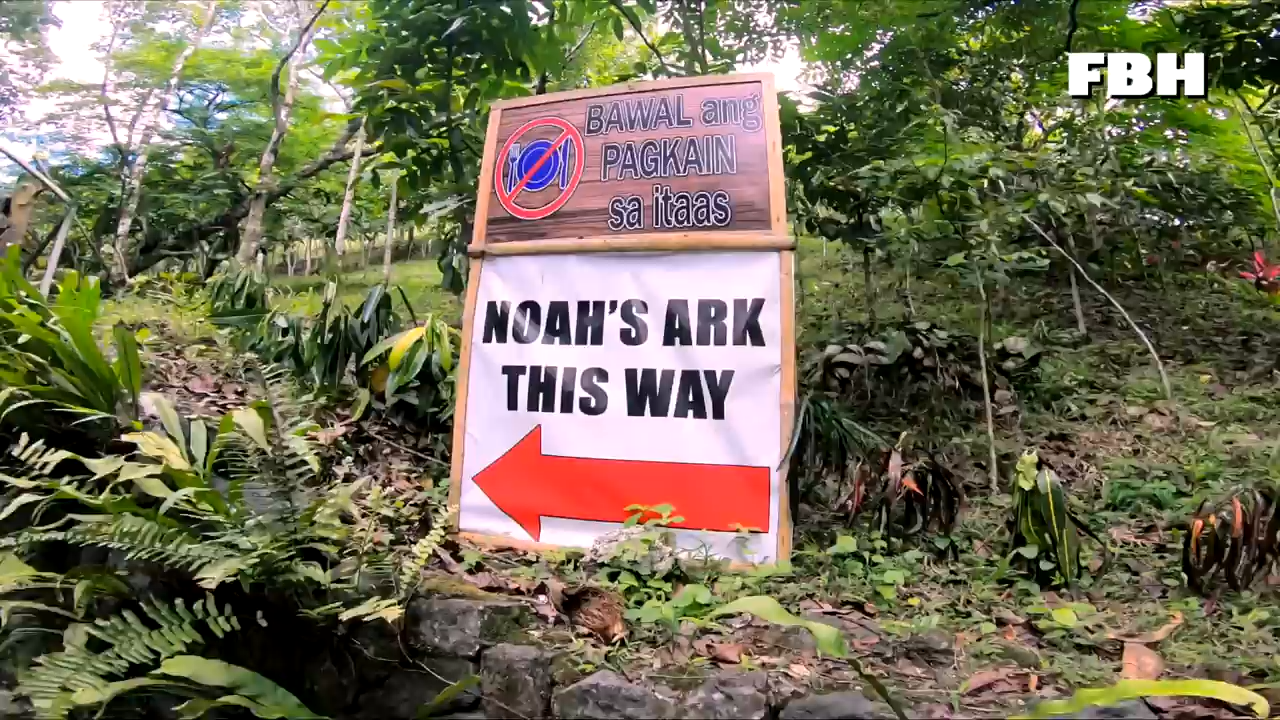 FBH
BAWAL ang
PAGKAIN
sa itaas
NOAH'S ARK
THIS WAY